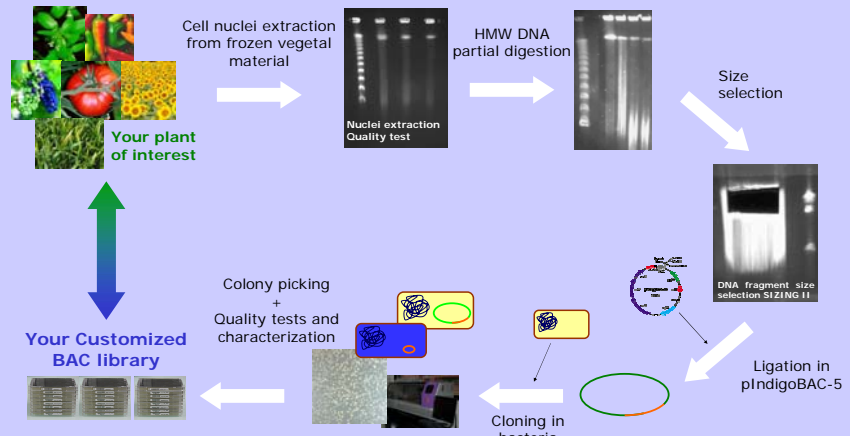 Cell nuclei extraction
from frozen vegetal
material
HMW DNA
partial digestion
Size
selection
Nuclei extraction
Quality test
Your plant
of interest
DNA fragment size
selection SIZING II
Colony picking
+
Quality tests and
characterization
Your Customized
BAC library
Ligation in
pIndigoBAC-5
Cloning in